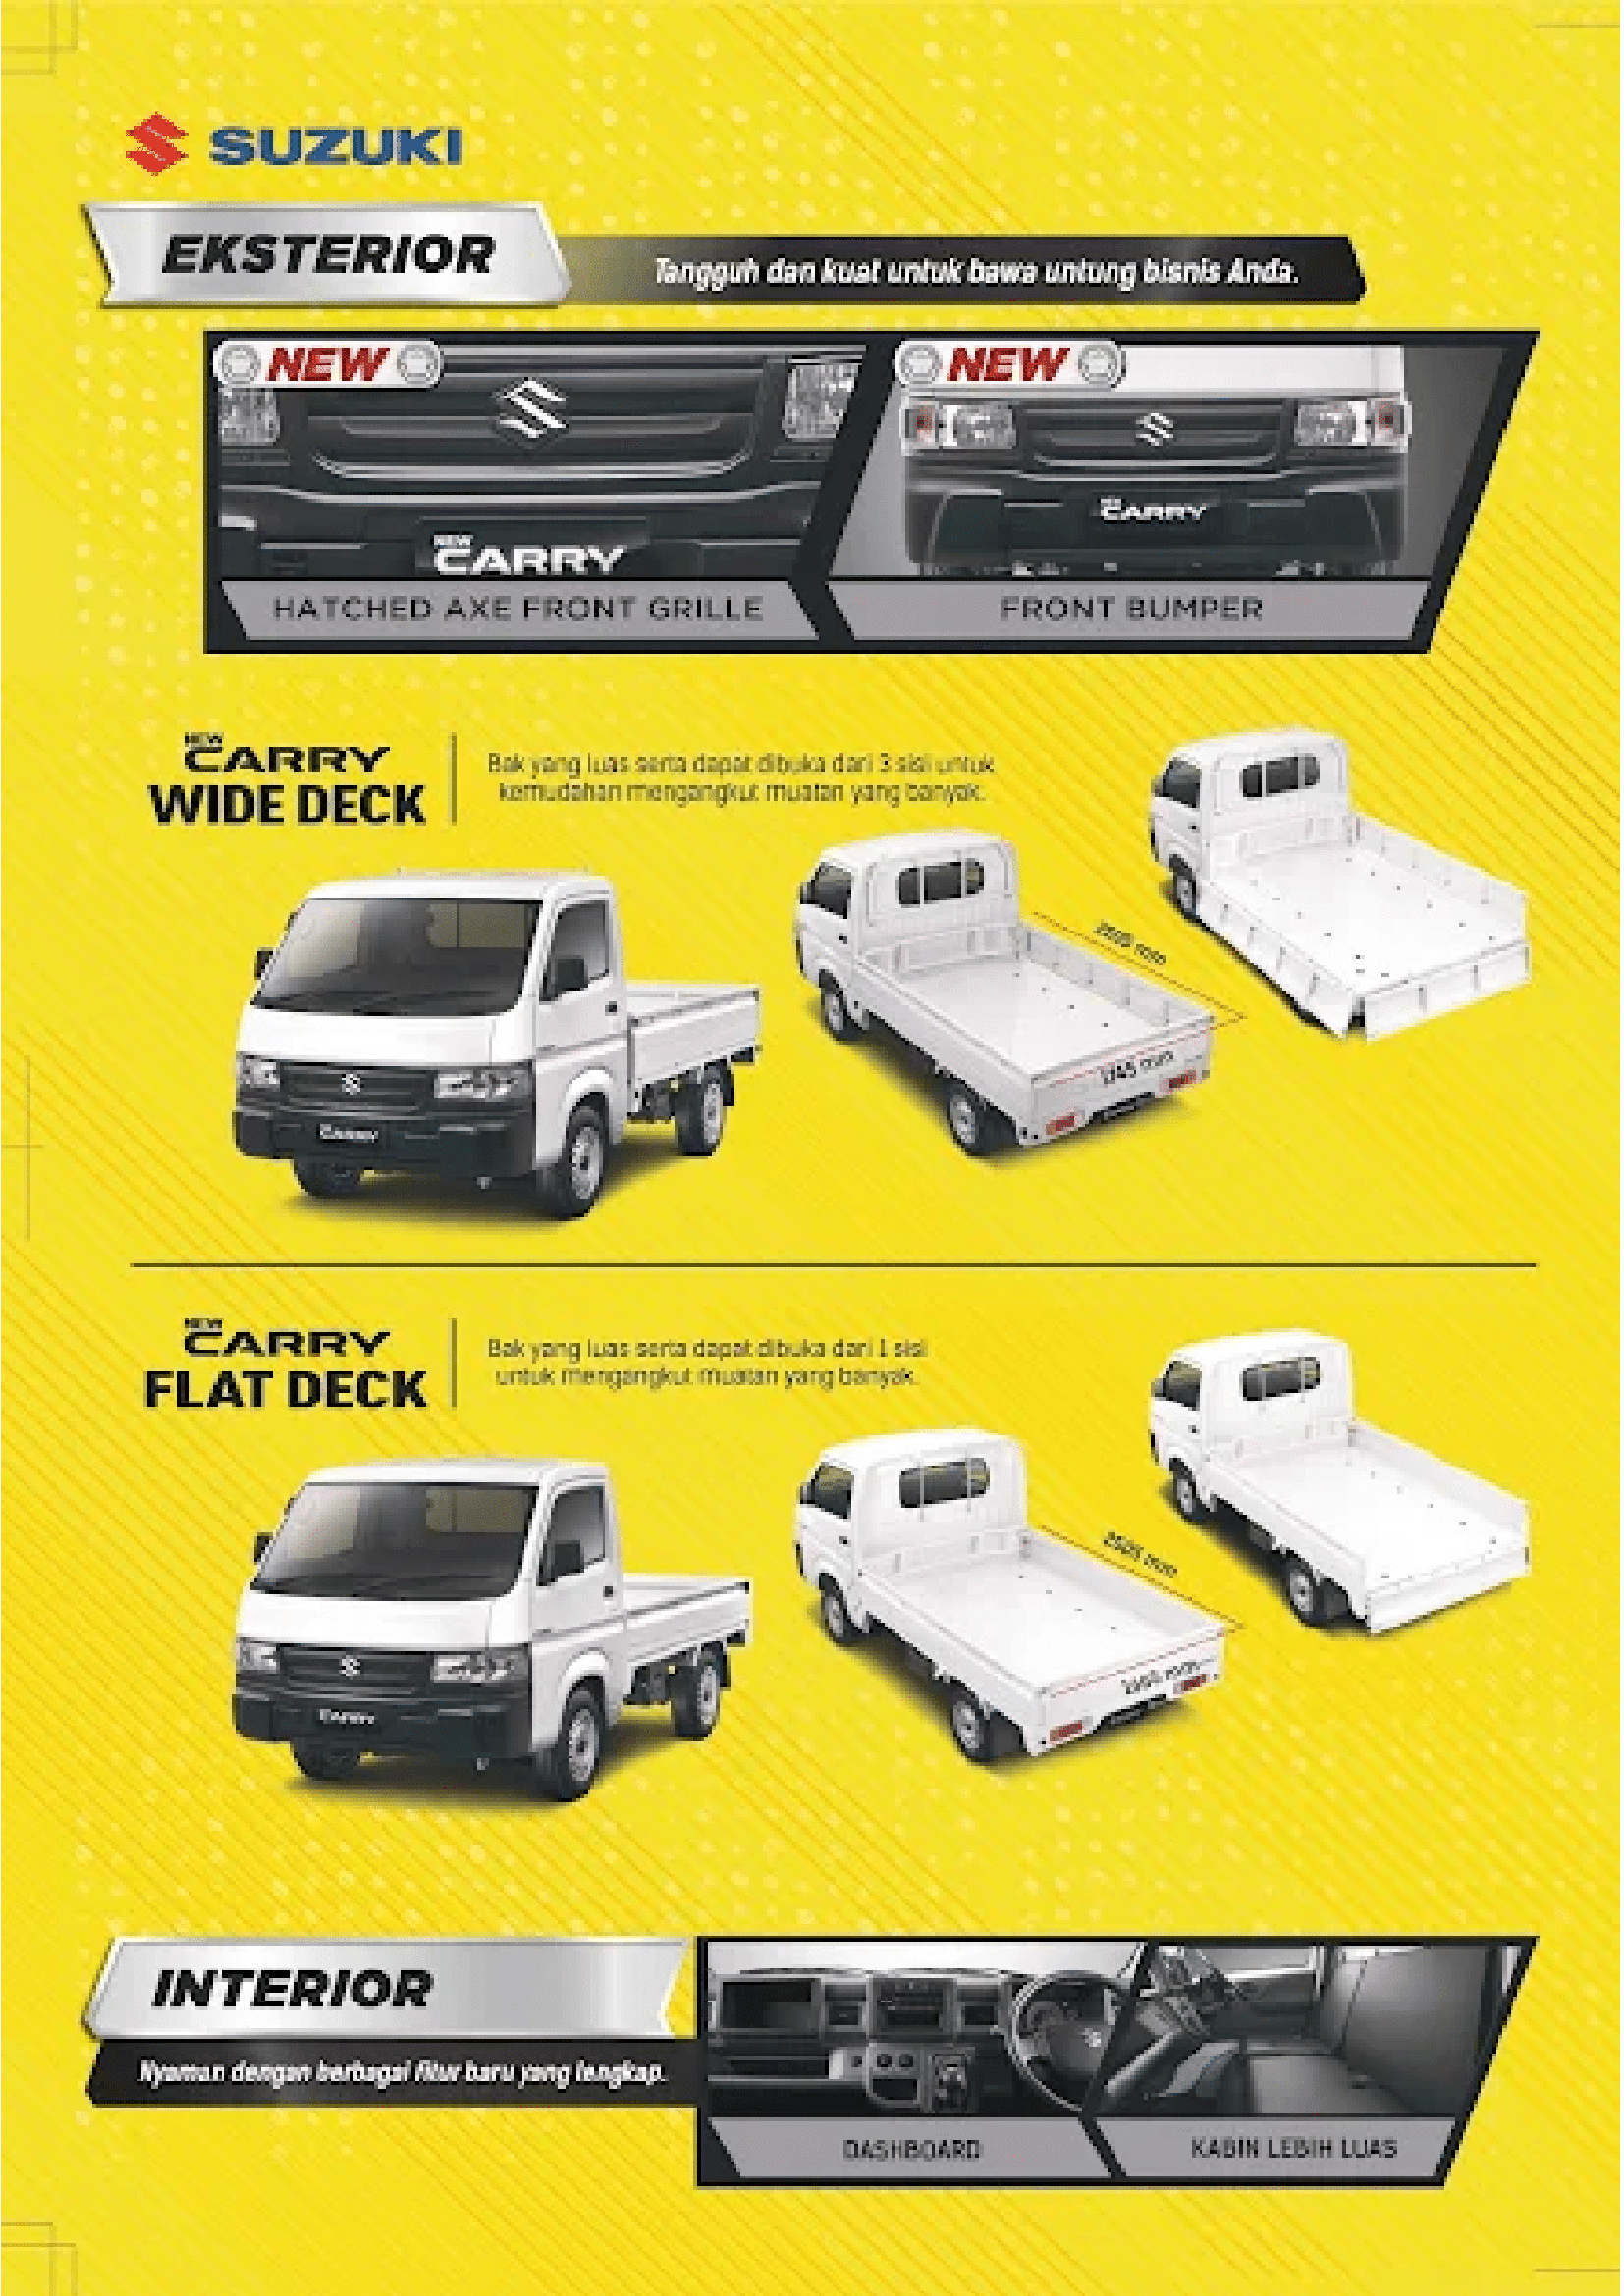 SUZUKI
EKSTERIOR
Tangguh dan kuat untuk bawa untung bisnis Anda.
NEW
NEW
NEW
CARRY
NEW
CARRY
HATCHED AXE FRONT GRILLE
FRONT BUMPER
NEW
CARRY
WIDE DECK
Bak yang luas serta dapat dibuka dari 3 sisi untuk
kemudahan mengangkut muatan yang banyak.
mm
1745 mm
CARRY
NEW
CARRY
FLAT DECK
Bak yang luas serta dapat dibuka dari 1 sisi
untuk mengangkut muatan yang banyak.
2505 mm
mm
CARRY
INTERIOR
Nyaman dengan berbagai fitur baru yang lengkap.
DASHBOARD
KABIN LEBIH LUAS